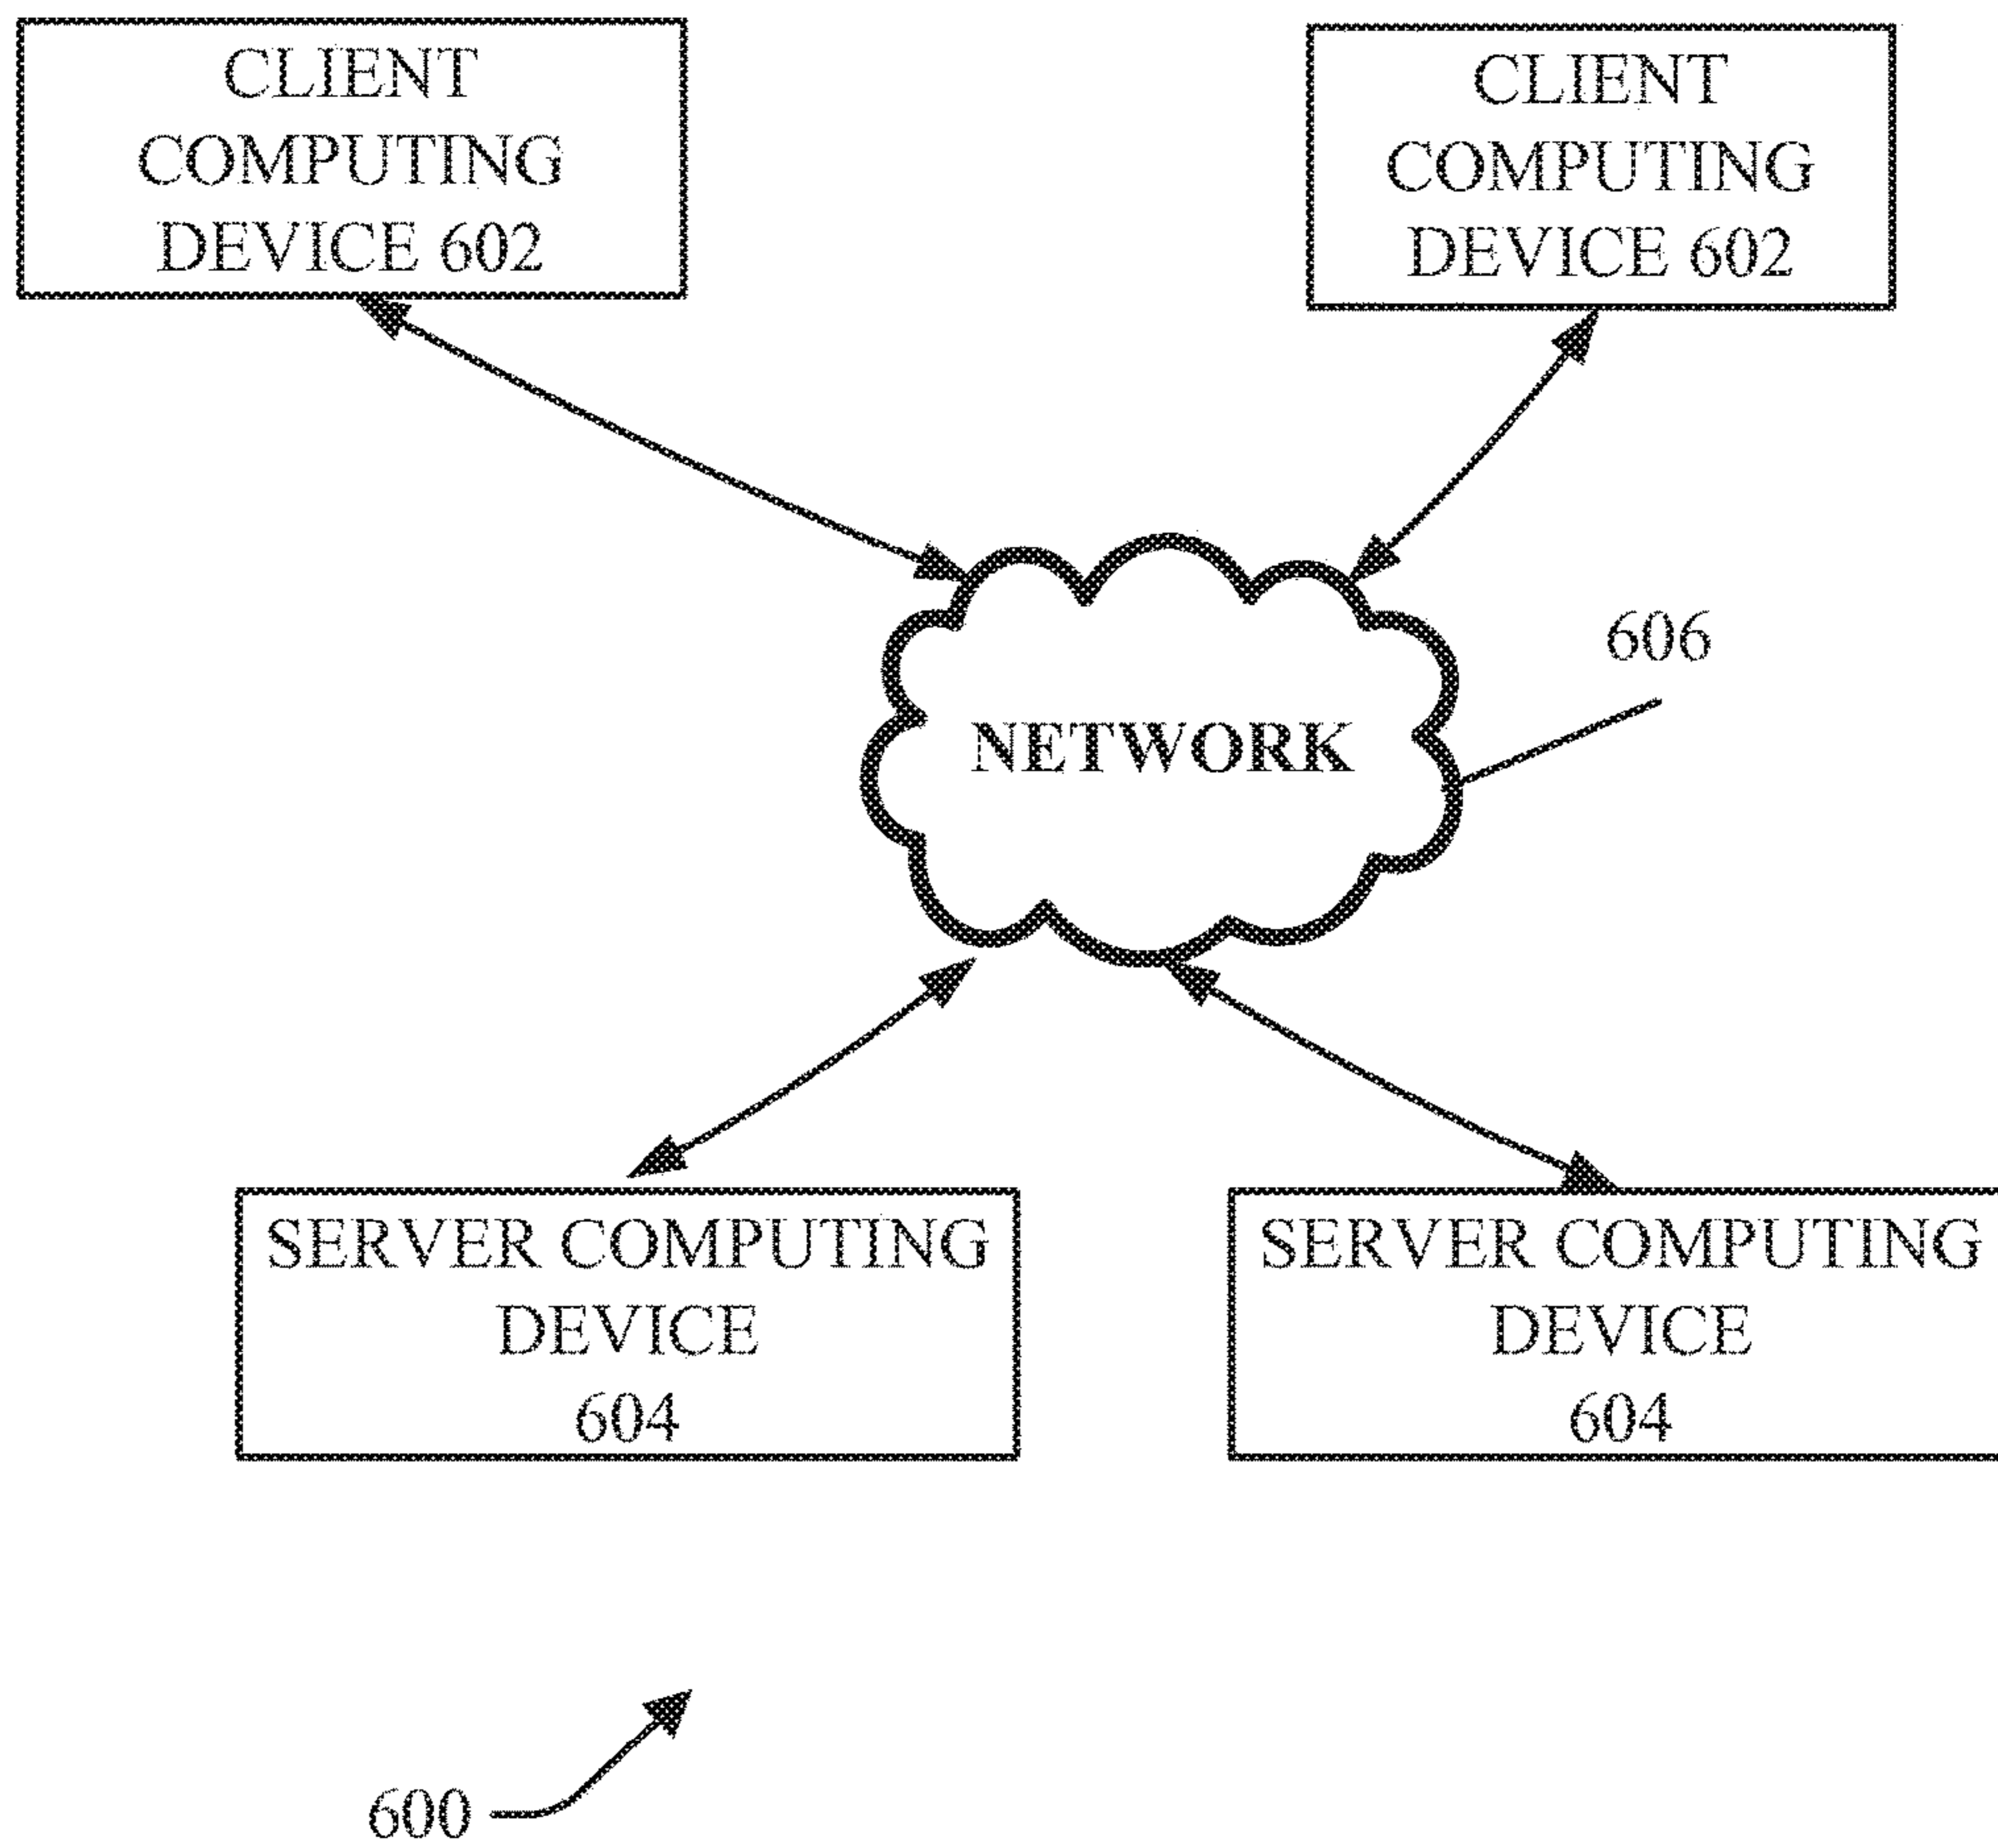 CLIENT
COMPUTING
DEVICE 602
CLIENT
COMPUTING
DEVICE 602
606
NETWORK
SERVER COMPUTING
DEVICE
604
SERVER COMPUTING
DEVICE
604
600